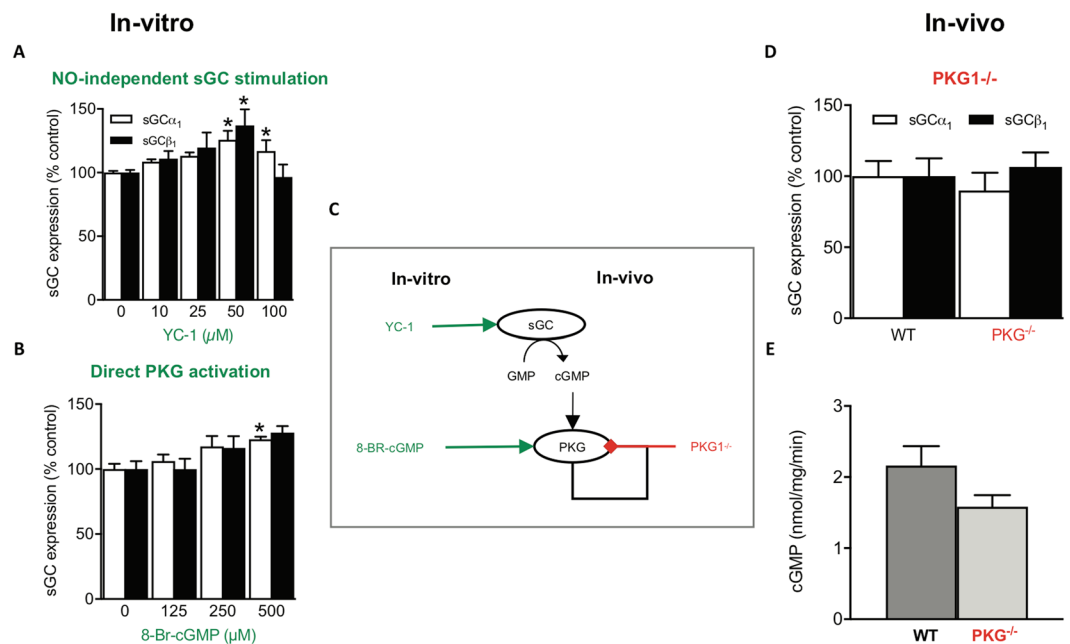 In-vitro
In-vivo
A
NO-independent sGC stimulation
sGC expression (% control)
150
100
50
0
sGCα1
sGCβ1
* * *
0 10 25 50 100
YC-1 (µM)
B
Direct PKG activation
sGC expression (% control)
150
100
50
0
*
0 125 250 500
8-Br-cGMP (µM)
C
In-vitro In-vivo
YC-1 sGC
GMP cGMP
8-BR-cGMP PKG PKG1-/-
D
PKG1-/-
sGC expression (% control)
150
100
50
0
sGCα1 sGCβ1
WT PKG-/-
E
cGMP (nmol/mg/min)
3
2
1
0
WT PKG-/-